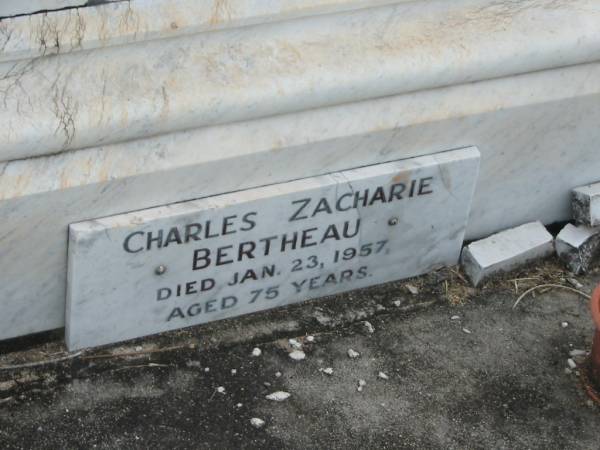 CHARLES ZACHARIE
BERTHEAU
DIED JAN. 23, 1957,
AGED 75 YEARS.